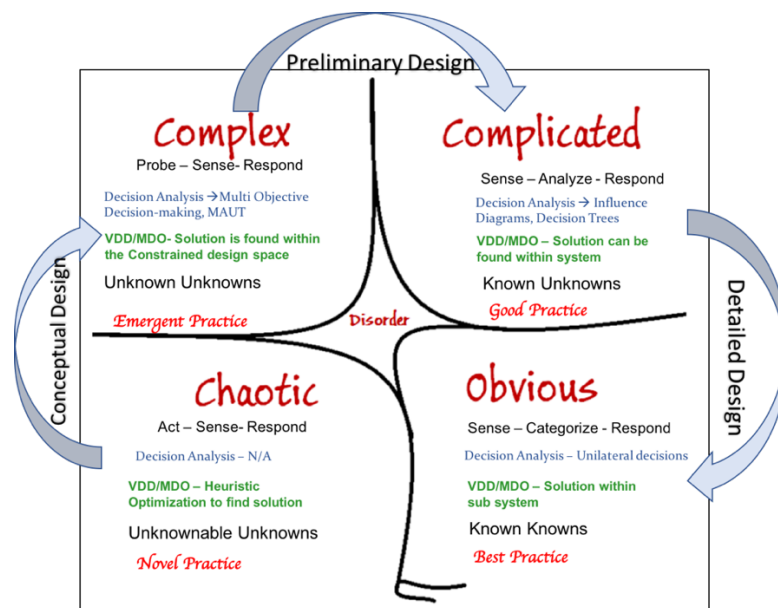 Preliminary Design
Complex
Probe – Sense- Respond
Decision Analysis →Multi Objective
Decision-making, MAUT
VDD/MDO- Solution is found within
the Constrained design space
Unknown Unknowns
Emergent Practice
Complicated
Sense – Analyze - Respond
Decision Analysis → Influence
Diagrams, Decision Trees
VDD/MDO – Solution can be
found within system
Known Unknowns
Good Practice
Disorder
Conceptual Design
Detailed Design
Chaotic
Act – Sense- Respond
Decision Analysis – N/A
VDD/MDO – Heuristic
Optimization to find solution
Unknownable Unknowns
Novel Practice
Obvious
Sense – Categorize - Respond
Decision Analysis – Unilateral decisions
VDD/MDO – Solution within
sub system
Known Knowns
Best Practice